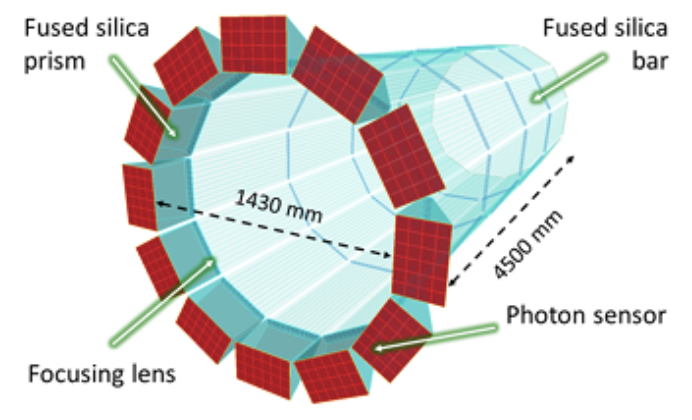 Fused silica
prism
Fused silica
bar
1430 mm
4500 mm
Photon sensor
Focusing lens